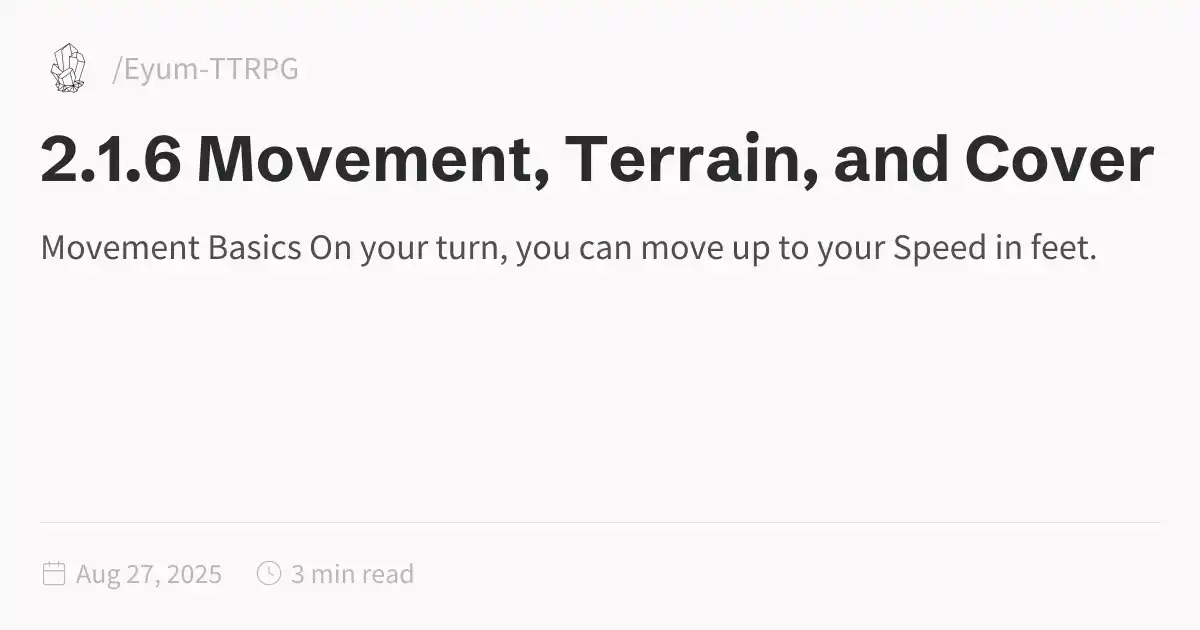 /Eyum-TTRPG
2.1.6 Movement, Terrain, and Cover
Movement Basics On your turn, you can move up to your Speed in feet.
Aug 27, 2025 3 min read